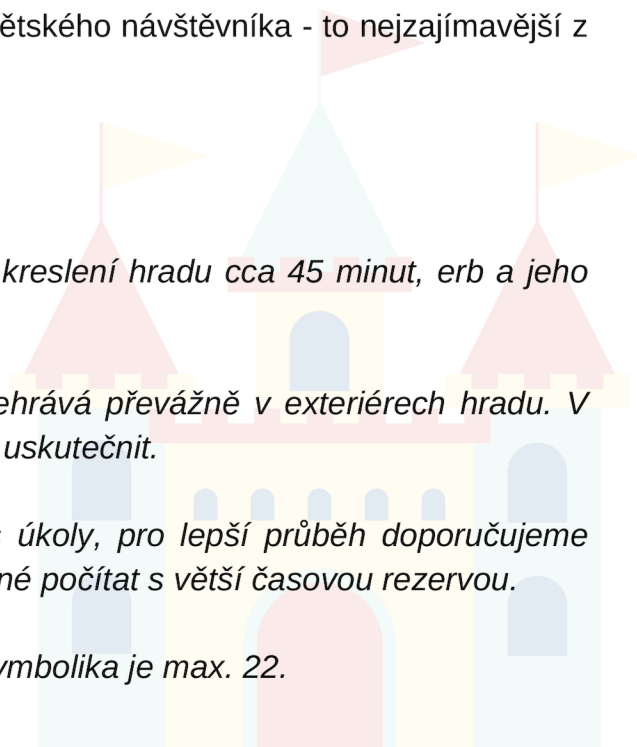 ětského návštěvníka - to nejzajímavější z
kreslení hradu cca 45 minut, erb a jeho
ehrává převážně v exteriérech hradu. V
uskutečnit.
úkoly, pro lepší průběh doporučujeme
né počítat s větší časovou rezervou.
ymbolika je max. 22.